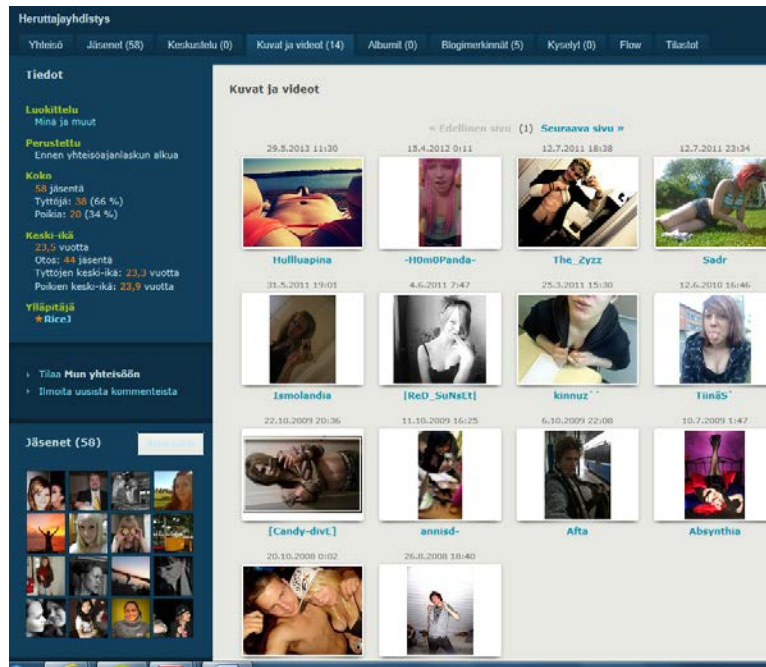 Heruttajayhdistys
Yhteisö Jäsenet (58) Keskustelu (0) Kuvat ja videot (14) Albumit (0) Blogimerkinnät (5) Kyselyt (0) Flow Tilastot
Tiedot
Luokittelu
Minä ja muut
Perustettu
Ennen yhteisöajanlaskun alkua
Koko
58 jäsentä
Tyttöjä: 38 (66 %)
Poikia: 20 (34 %)
Keski-ikä
23,5 vuotta
Otos: 44 jäsentä
Tyttöjen keski-ikä: 23,3 vuotta
Poikien keski-ikä: 23,9 vuotta
Ylläpitäjä
RiceJ
Tilaa Mun yhteisöön
Ilmoita uusista kommenteista
Jäsenet (58)
Kuvat ja videot
« Edellinen sivu (1) Seuraava sivu »
29.5.2013 11:30 15.4.2012 0:11 12.7.2011 18:38 12.7.2011 23:34
Hullluapina -H0m0Panda- The_Zyzz Sadr
31.5.2011 19:01 4.6.2011 7:47 25.3.2011 15:30 12.6.2010 16:46
Ismolandia |ReD_SuNsEt| kinnuz`` TiinäS`
22.10.2009 20:36 11.10.2009 16:25 6.10.2009 22:08 10.7.2009 1:47
[Candy-divE] annisd- Afta Absynthia
20.10.2008 0:02 26.8.2008 18:40